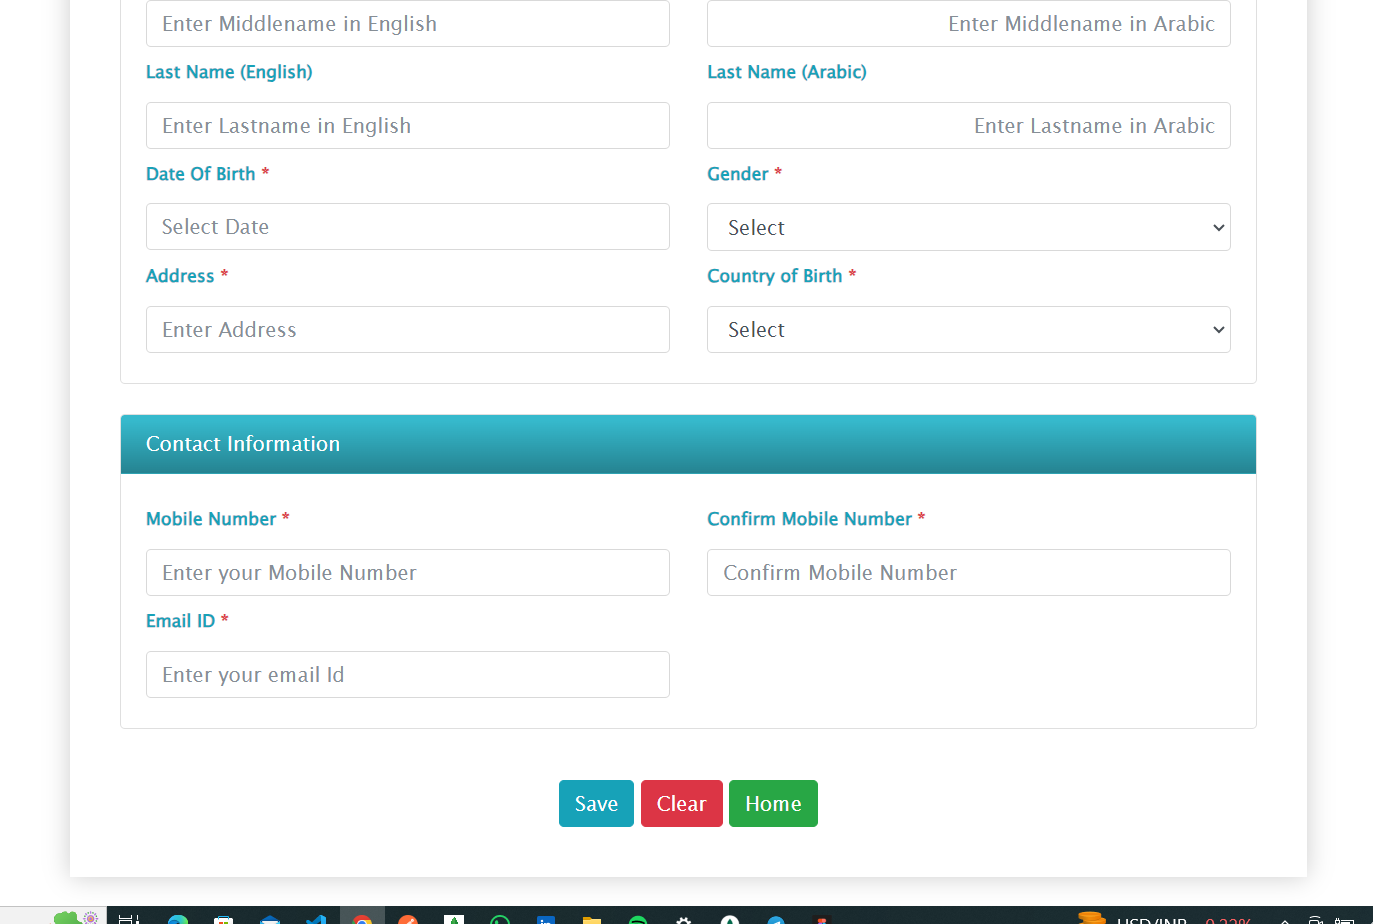 Enter Middlename in English
Enter Middlename in Arabic
Last Name (English)
Last Name (Arabic)
Enter Lastname in English
Enter Lastname in Arabic
Date Of Birth *
Gender *
Select Date
Select
Address *
Country of Birth *
Enter Address
Select
Contact Information
Mobile Number *
Confirm Mobile Number *
Enter your Mobile Number
Confirm Mobile Number
Email ID *
Enter your email Id
Save
Clear
Home
USD/INR